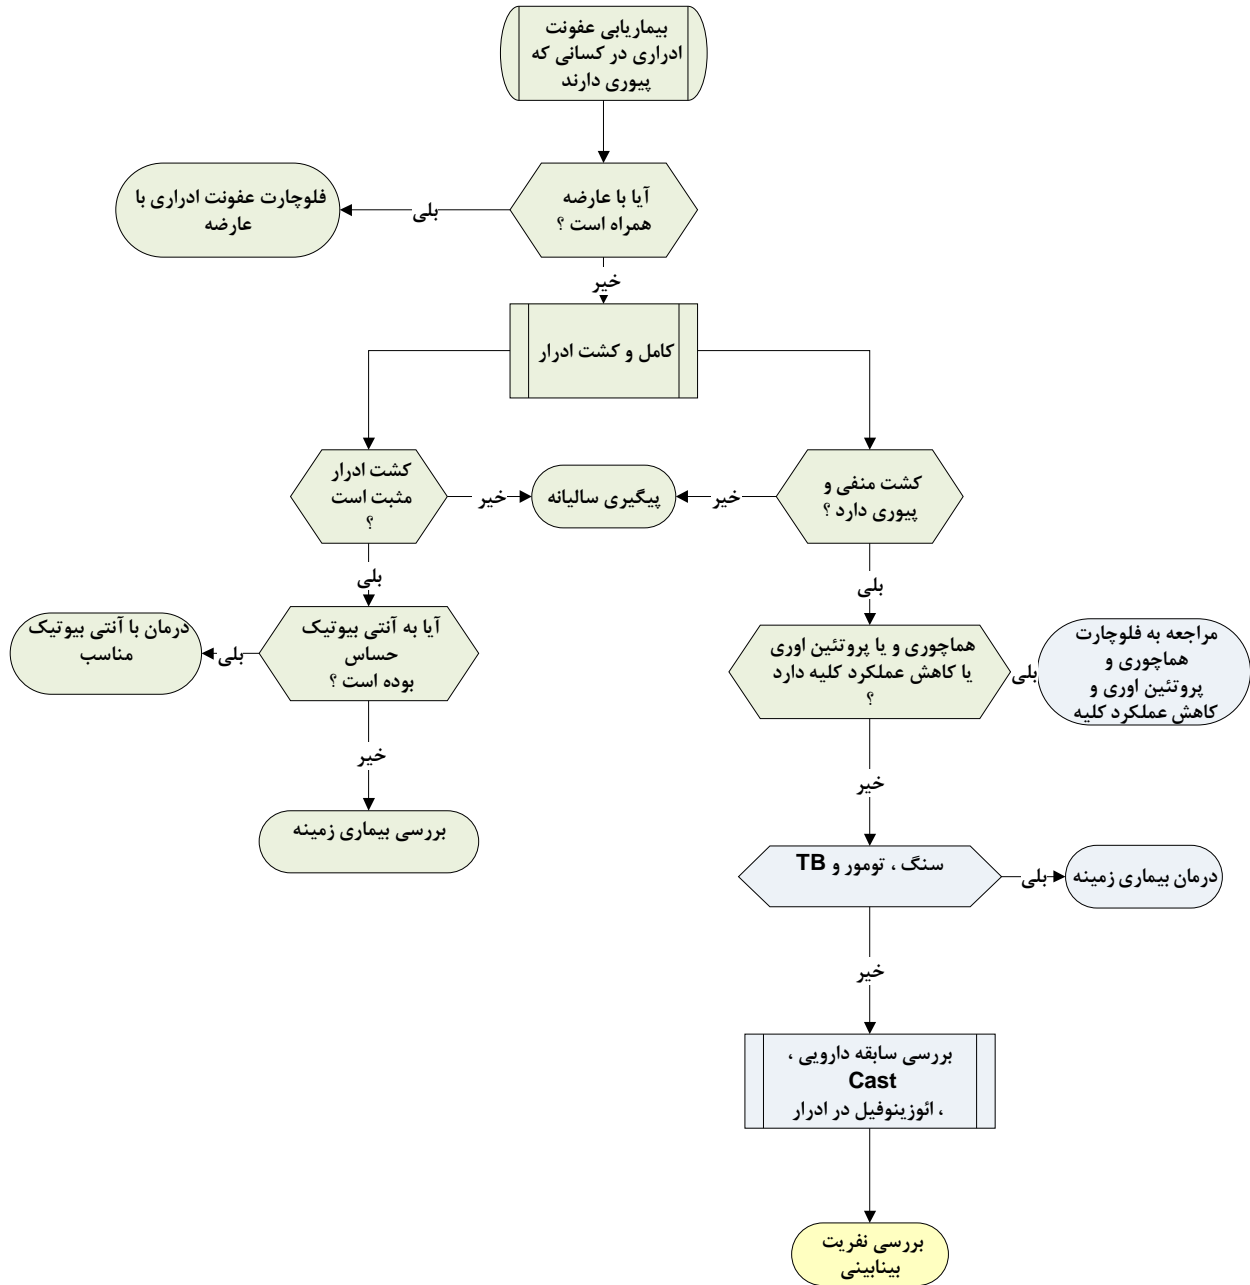 بیماریابی عفونت
ادراری در کسانی که
پیوری دارند
آیا با عارضه
همراه است ؟
بلی
فلوچارت عفونت ادراری با
عارضه
خیر
کامل و کشت ادرار
کشت ادرار
مثبت است
؟
خیر
پیگیری سالیانه
خیر
کشت منفی و
پیوری دارد ؟
بلی
بلی
آیا به آنتی بیوتیک
حساس
بوده است ؟
بلی
درمان با آنتی بیوتیک
مناسب
هماچوری و یا پروتئین اوری
یا کاهش عملکرد کلیه دارد
؟
بلی
مراجعه به فلوچارت
هماچوری و
پروتئین اوری و
کاهش عملکرد کلیه
خیر
خیر
بررسی بیماری زمینه
سنگ ، تومور و TB
بلی
درمان بیماری زمینه
خیر
بررسی سابقه دارویی ،
Cast
، ائوزینوفیل در ادرار
بررسی نفریت
بینابینی